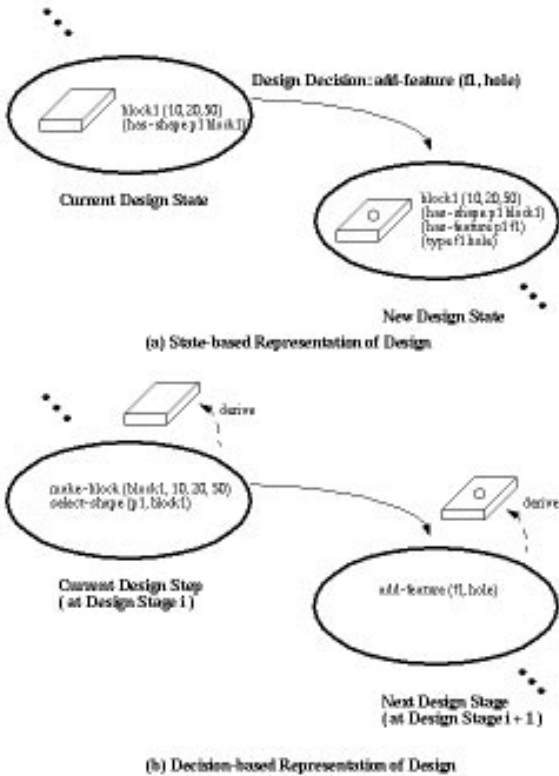 Design Decision: add-feature (f1, hole)
block1 (10,20,50)
(has-shape p1 block1)
Current Design State
block1 (10,20,50)
(has-shape p1 block1)
(has-feature p1 f1)
(type f1 hole)
New Design State
(a) State-based Representation of Design
derive
make-block (block1, 10, 20, 50)
select-shape (p1, block1)
derive
Current Design Step
( at Design Stage i )
add-feature (f1, hole)
Next Design Stage
(at Design Stage i + 1 )
(b) Decision-based Representation of Design